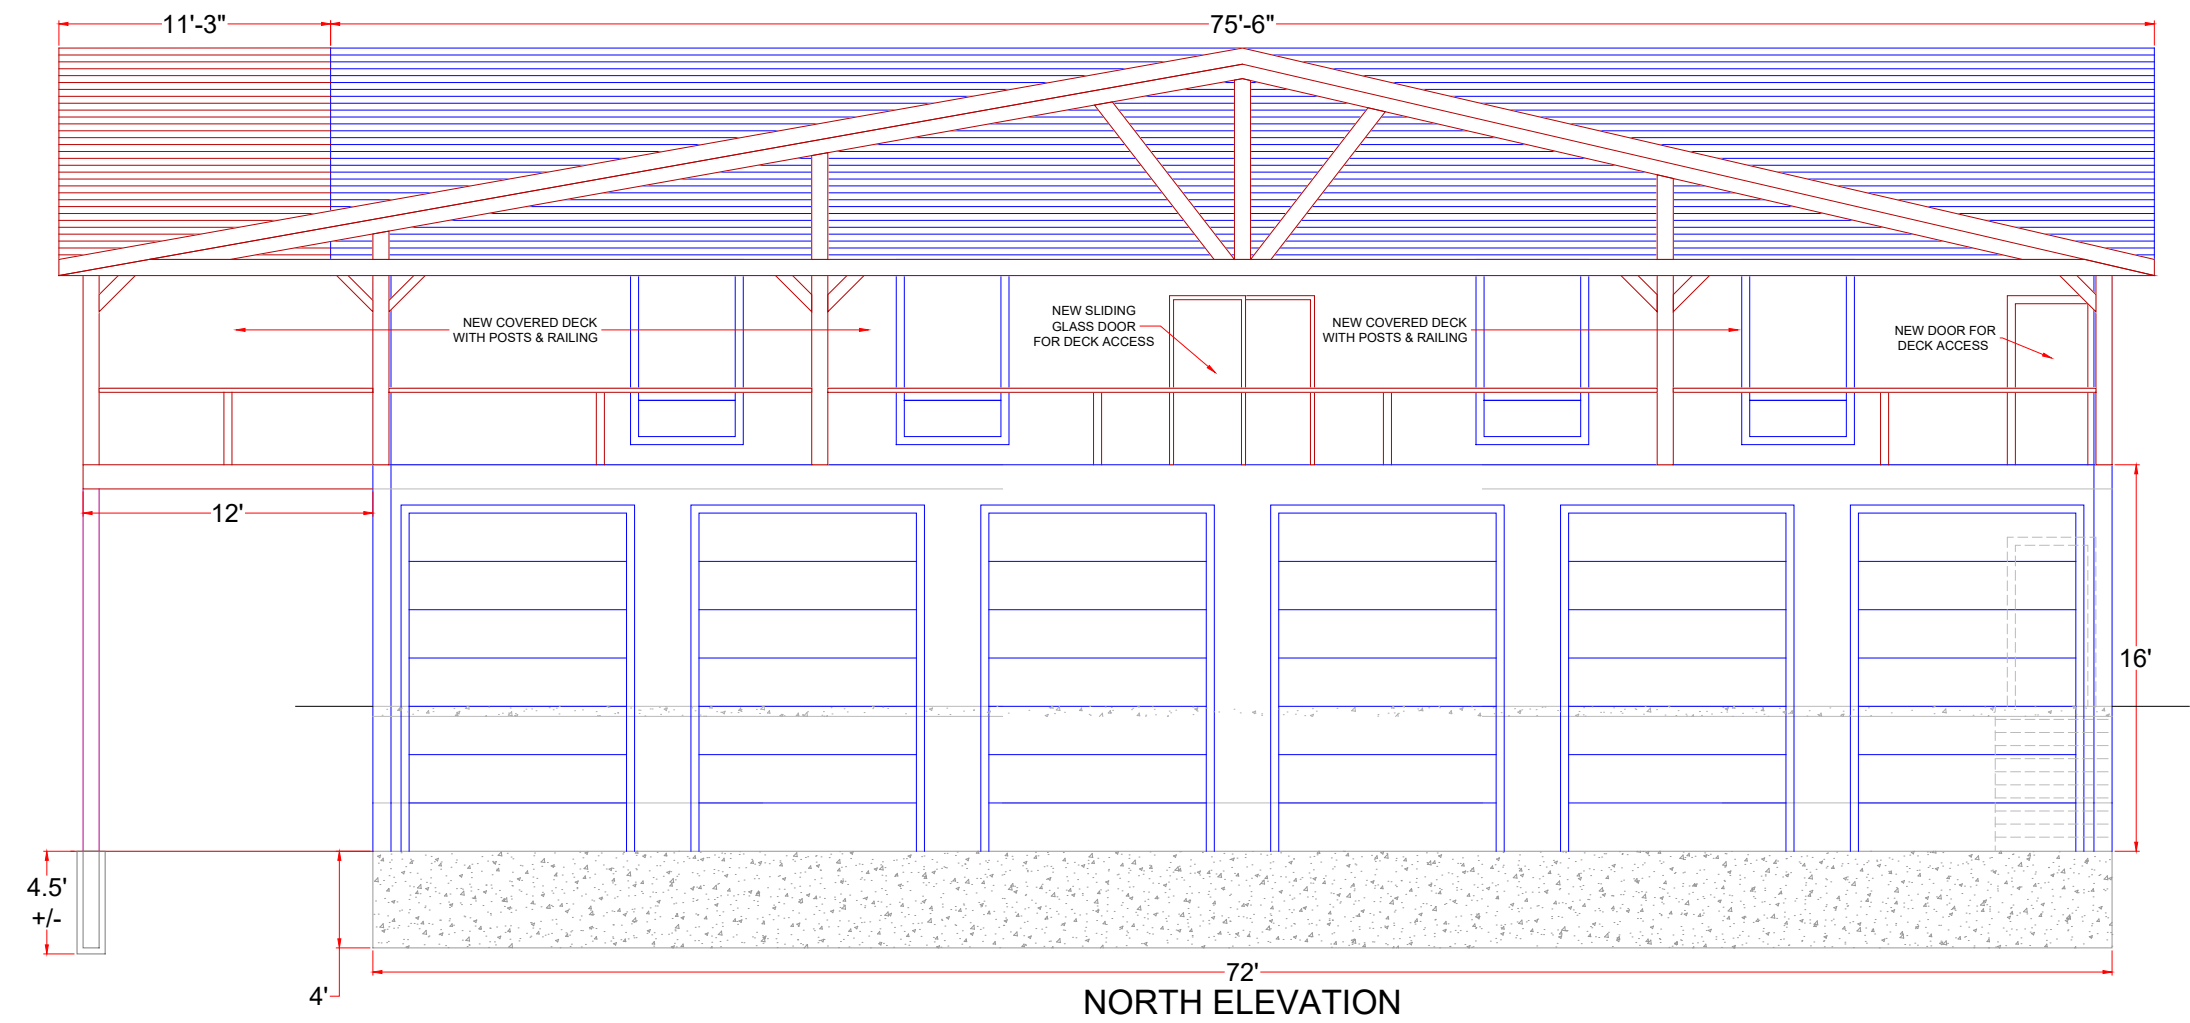 11'-3"
75'-6"
NEW COVERED DECK
WITH POSTS & RAILING
NEW SLIDING
GLASS DOOR
FOR DECK ACCESS
NEW COVERED DECK
WITH POSTS & RAILING
NEW DOOR FOR
DECK ACCESS
12'
16'
4.5'
+/-
4'
72'
NORTH ELEVATION